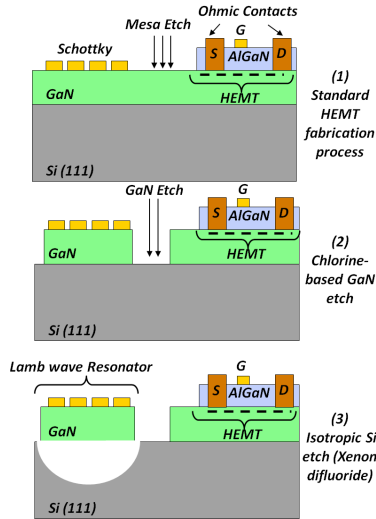 Ohmic Contacts
Mesa Etch
G
Schottky
S
AlGaN
D
(1)
Standard
HEMT
fabrication
process
GaN
HEMT
Si (111)
GaN Etch
G
S
AlGaN
D
(2)
Chlorine-
based GaN
etch
GaN
HEMT
Si (111)
Lamb wave Resonator
G
S
AlGaN
D
(3)
Isotropic Si
etch (Xenon
difluoride)
GaN
HEMT
Si (111)